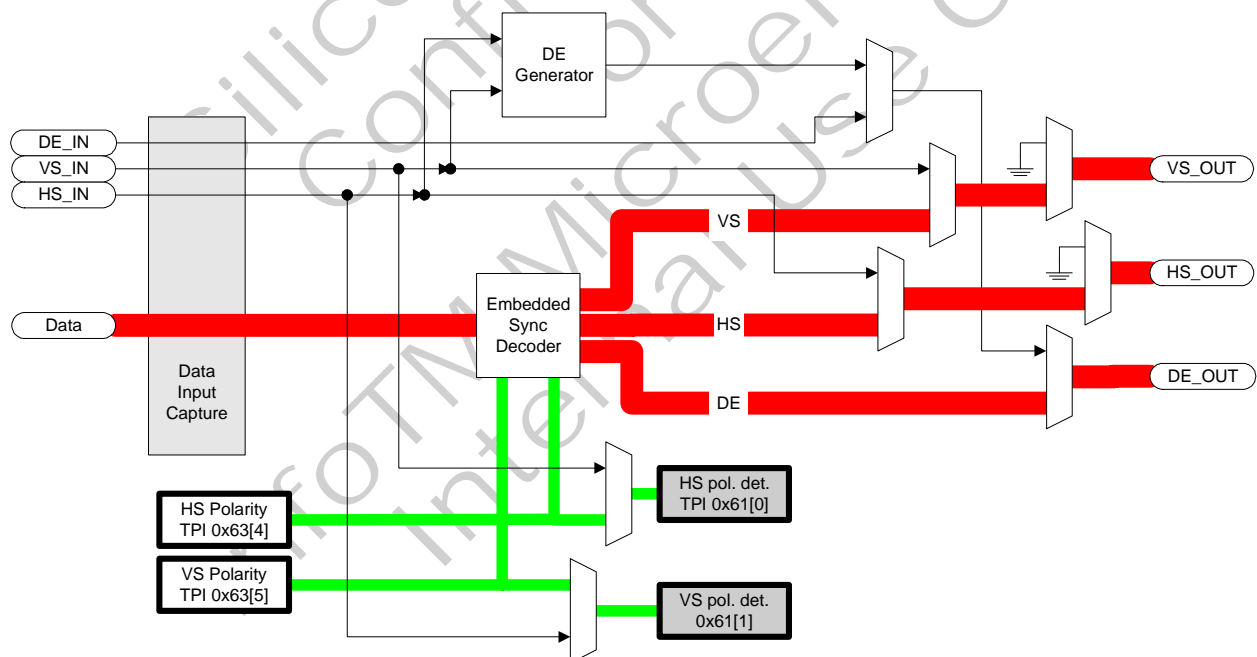 DE
Generator
DE_IN
VS_IN
HS_IN
VS_OUT
VS
HS_OUT
Data
Embedded
Sync
Decoder
HS
Data
Input
Capture
DE
DE_OUT
HS Polarity
TPI 0x63[4]
HS pol. det.
TPI 0x61[0]
VS Polarity
TPI 0x63[5]
VS pol. det.
0x61[1]
Internal Use